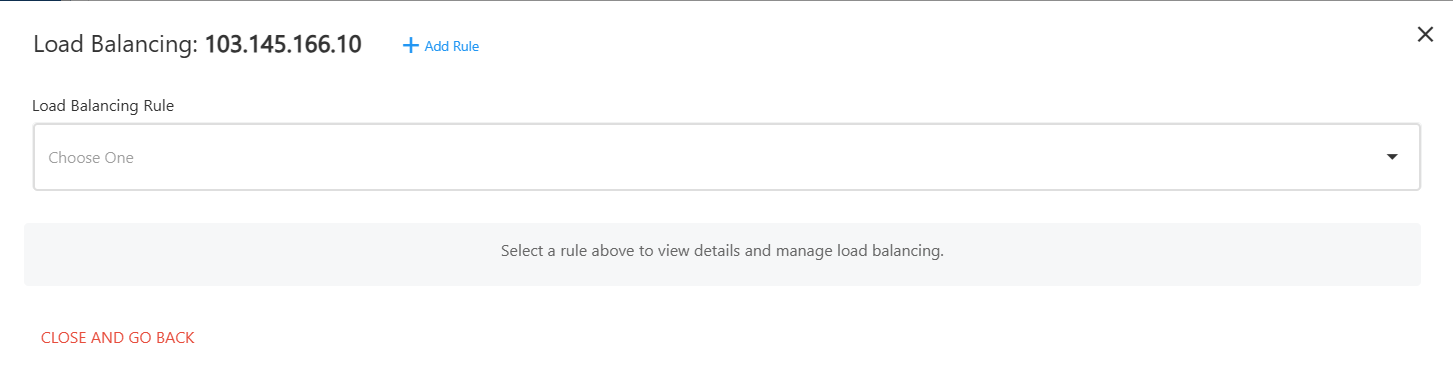 Load Balancing: 103.145.166.10
Add Rule
Load Balancing Rule
Choose One
Select a rule above to view details and manage load balancing.
CLOSE AND GO BACK